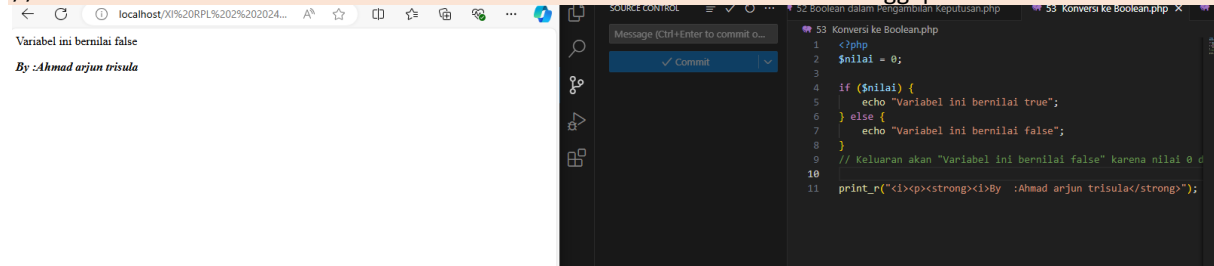 localhost/XI%20RPL%202%202024...
Variabel ini bernilai false
By :Ahmad arjun trisula
SOURCE CONTROL
Message (Ctrl+Enter to commit o...
Commit
52 Boolean dalam Pengambilan Keputusan.php
53 Konversi ke Boolean.php
53 Konversi ke Boolean.php
1 <?php
2 $nilai = 0;
3
4 if ($nilai) {
5 echo "Variabel ini bernilai true";
6 } else {
7 echo "Variabel ini bernilai false";
8 }
9 // Keluaran akan "Variabel ini bernilai false" karena nilai 0 d
10
11 print_r("<i><p><strong><i>By :Ahmad arjun trisula</strong>");